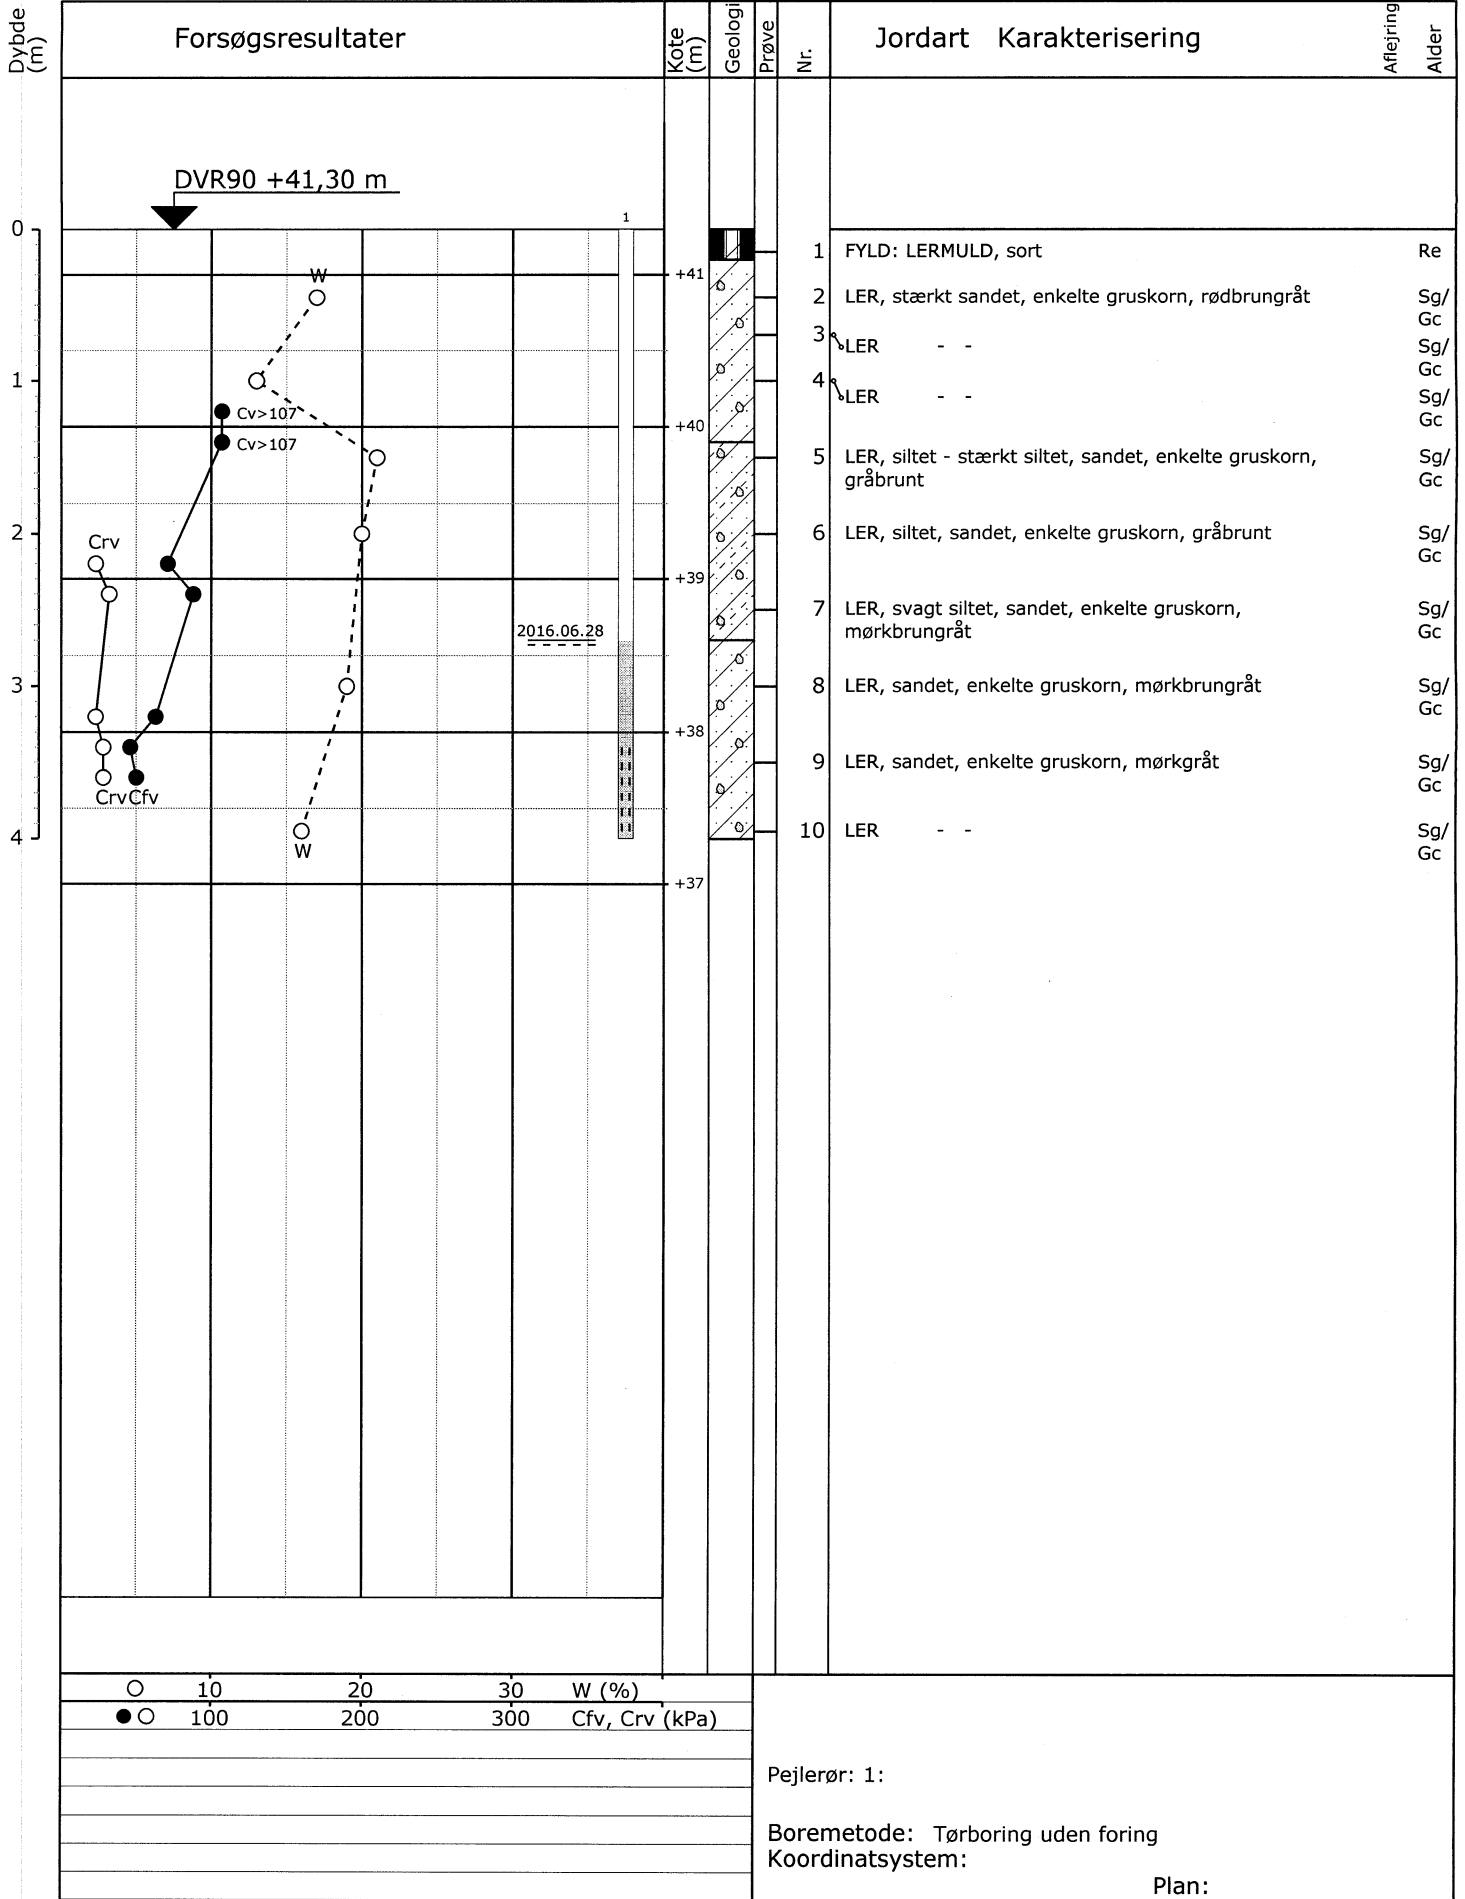 Dybde (m)
Forsøgsresultater
Kote (m)
Geologi
Prøve
Nr.
Jordart Karakterisering
Aflejring
Alder
DVR90 +41,30 m
0
1
2
3
4
1
W
Cv>107
Cv>107
Crv
2016.06.28
Crv Cfv
W
+41
+40
+39
+38
+37
1 FYLD: LERMULD, sort Re
2 LER, stærkt sandet, enkelte gruskorn, rødbrungråt Sg/
Gc
3 LER - - Sg/
Gc
4 LER - - Sg/
Gc
5 LER, siltet - stærkt siltet, sandet, enkelte gruskorn, Sg/
gråbrunt Gc
6 LER, siltet, sandet, enkelte gruskorn, gråbrunt Sg/
Gc
7 LER, svagt siltet, sandet, enkelte gruskorn, Sg/
mørkbrungråt Gc
8 LER, sandet, enkelte gruskorn, mørkbrungråt Sg/
Gc
9 LER, sandet, enkelte gruskorn, mørkgråt Sg/
Gc
10 LER - - Sg/
Gc
10 20 30 W (%)
100 200 300 Cfv, Crv (kPa)
Pejlerør: 1:
Boremetode: Tørboring uden foring
Koordinatsystem:
Plan: